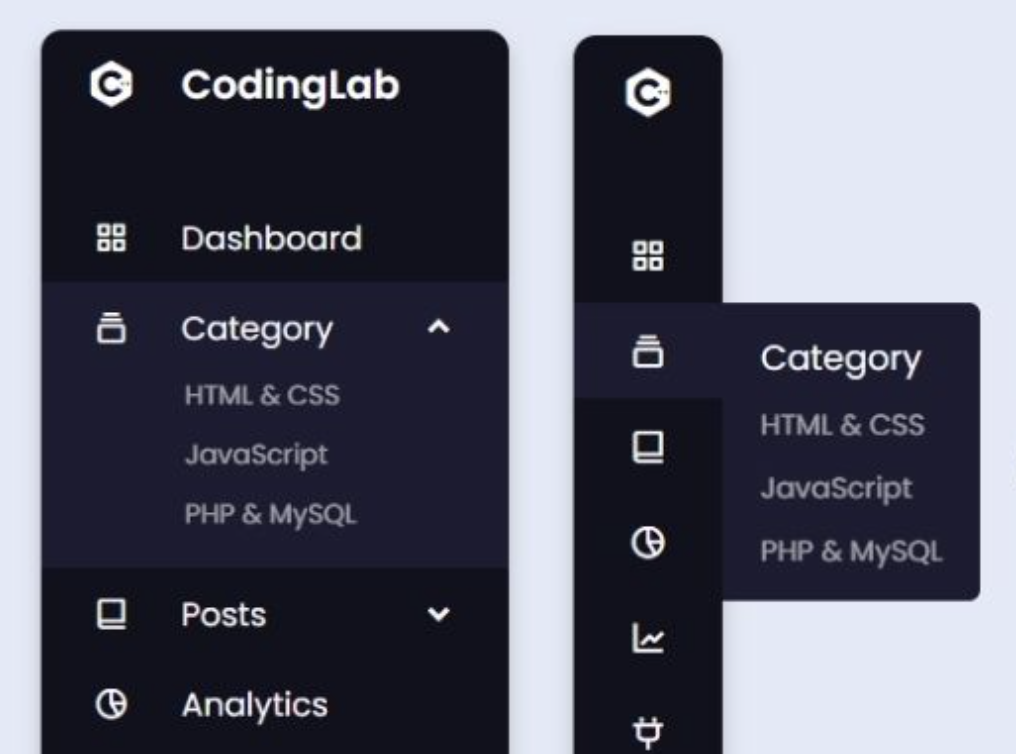 CodingLab
Dashboard
Category
HTML & CSS
JavaScript
PHP & MySQL
Posts
Analytics
Category
HTML & CSS
JavaScript
PHP & MySQL